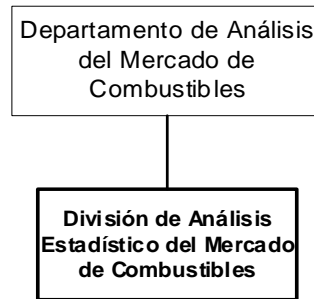 Departamento de Análisis
del Mercado de
Combustibles
División de Análisis
Estadístico del Mercado
de Combustibles